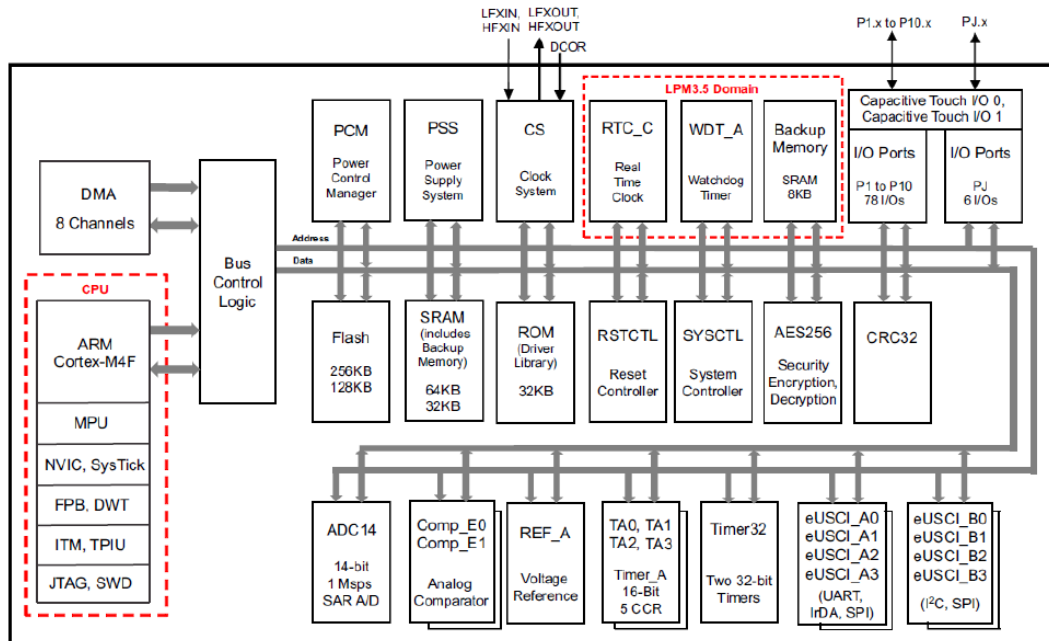 LFXIN,
HFXIN
LFXOUT,
HFXOUT
DCOR
P1.x to P10.x
PJ.x
LPM3.5 Domain
Capacitive Touch I/O 0,
Capacitive Touch I/O 1
PCM
Power
Control
Manager
PSS
Power
Supply
System
CS
Clock
System
RTC_C
Real
Time
Clock
WDT_A
Watchdog
Timer
Backup
Memory
SRAM
8KB
I/O Ports
P1 to P10
78 I/Os
I/O Ports
PJ
6 I/Os
DMA
8 Channels
Bus
Control
Logic
Address
Data
CPU
ARM
Cortex-M4F
MPU
NVIC, SysTick
FPB, DWT
ITM, TPIU
JTAG, SWD
Flash
256KB
128KB
SRAM
(includes
Backup
Memory)
64KB
32KB
ROM
(Driver
Library)
32KB
RSTCTL
Reset
Controller
SYSCTL
System
Controller
AES256
Security
Encryption,
Decryption
CRC32
ADC14
14-bit
1 Msps
SAR A/D
Comp_E0
Comp_E1
Analog
Comparator
REF_A
Voltage
Reference
TA0, TA1
TA2, TA3
Timer_A
16-Bit
5 CCR
Timer32
Two 32-bit
Timers
eUSCI_A0
eUSCI_A1
eUSCI_A2
eUSCI_A3
(UART,
IrDA, SPI)
eUSCI_B0
eUSCI_B1
eUSCI_B2
eUSCI_B3
(I²C, SPI)